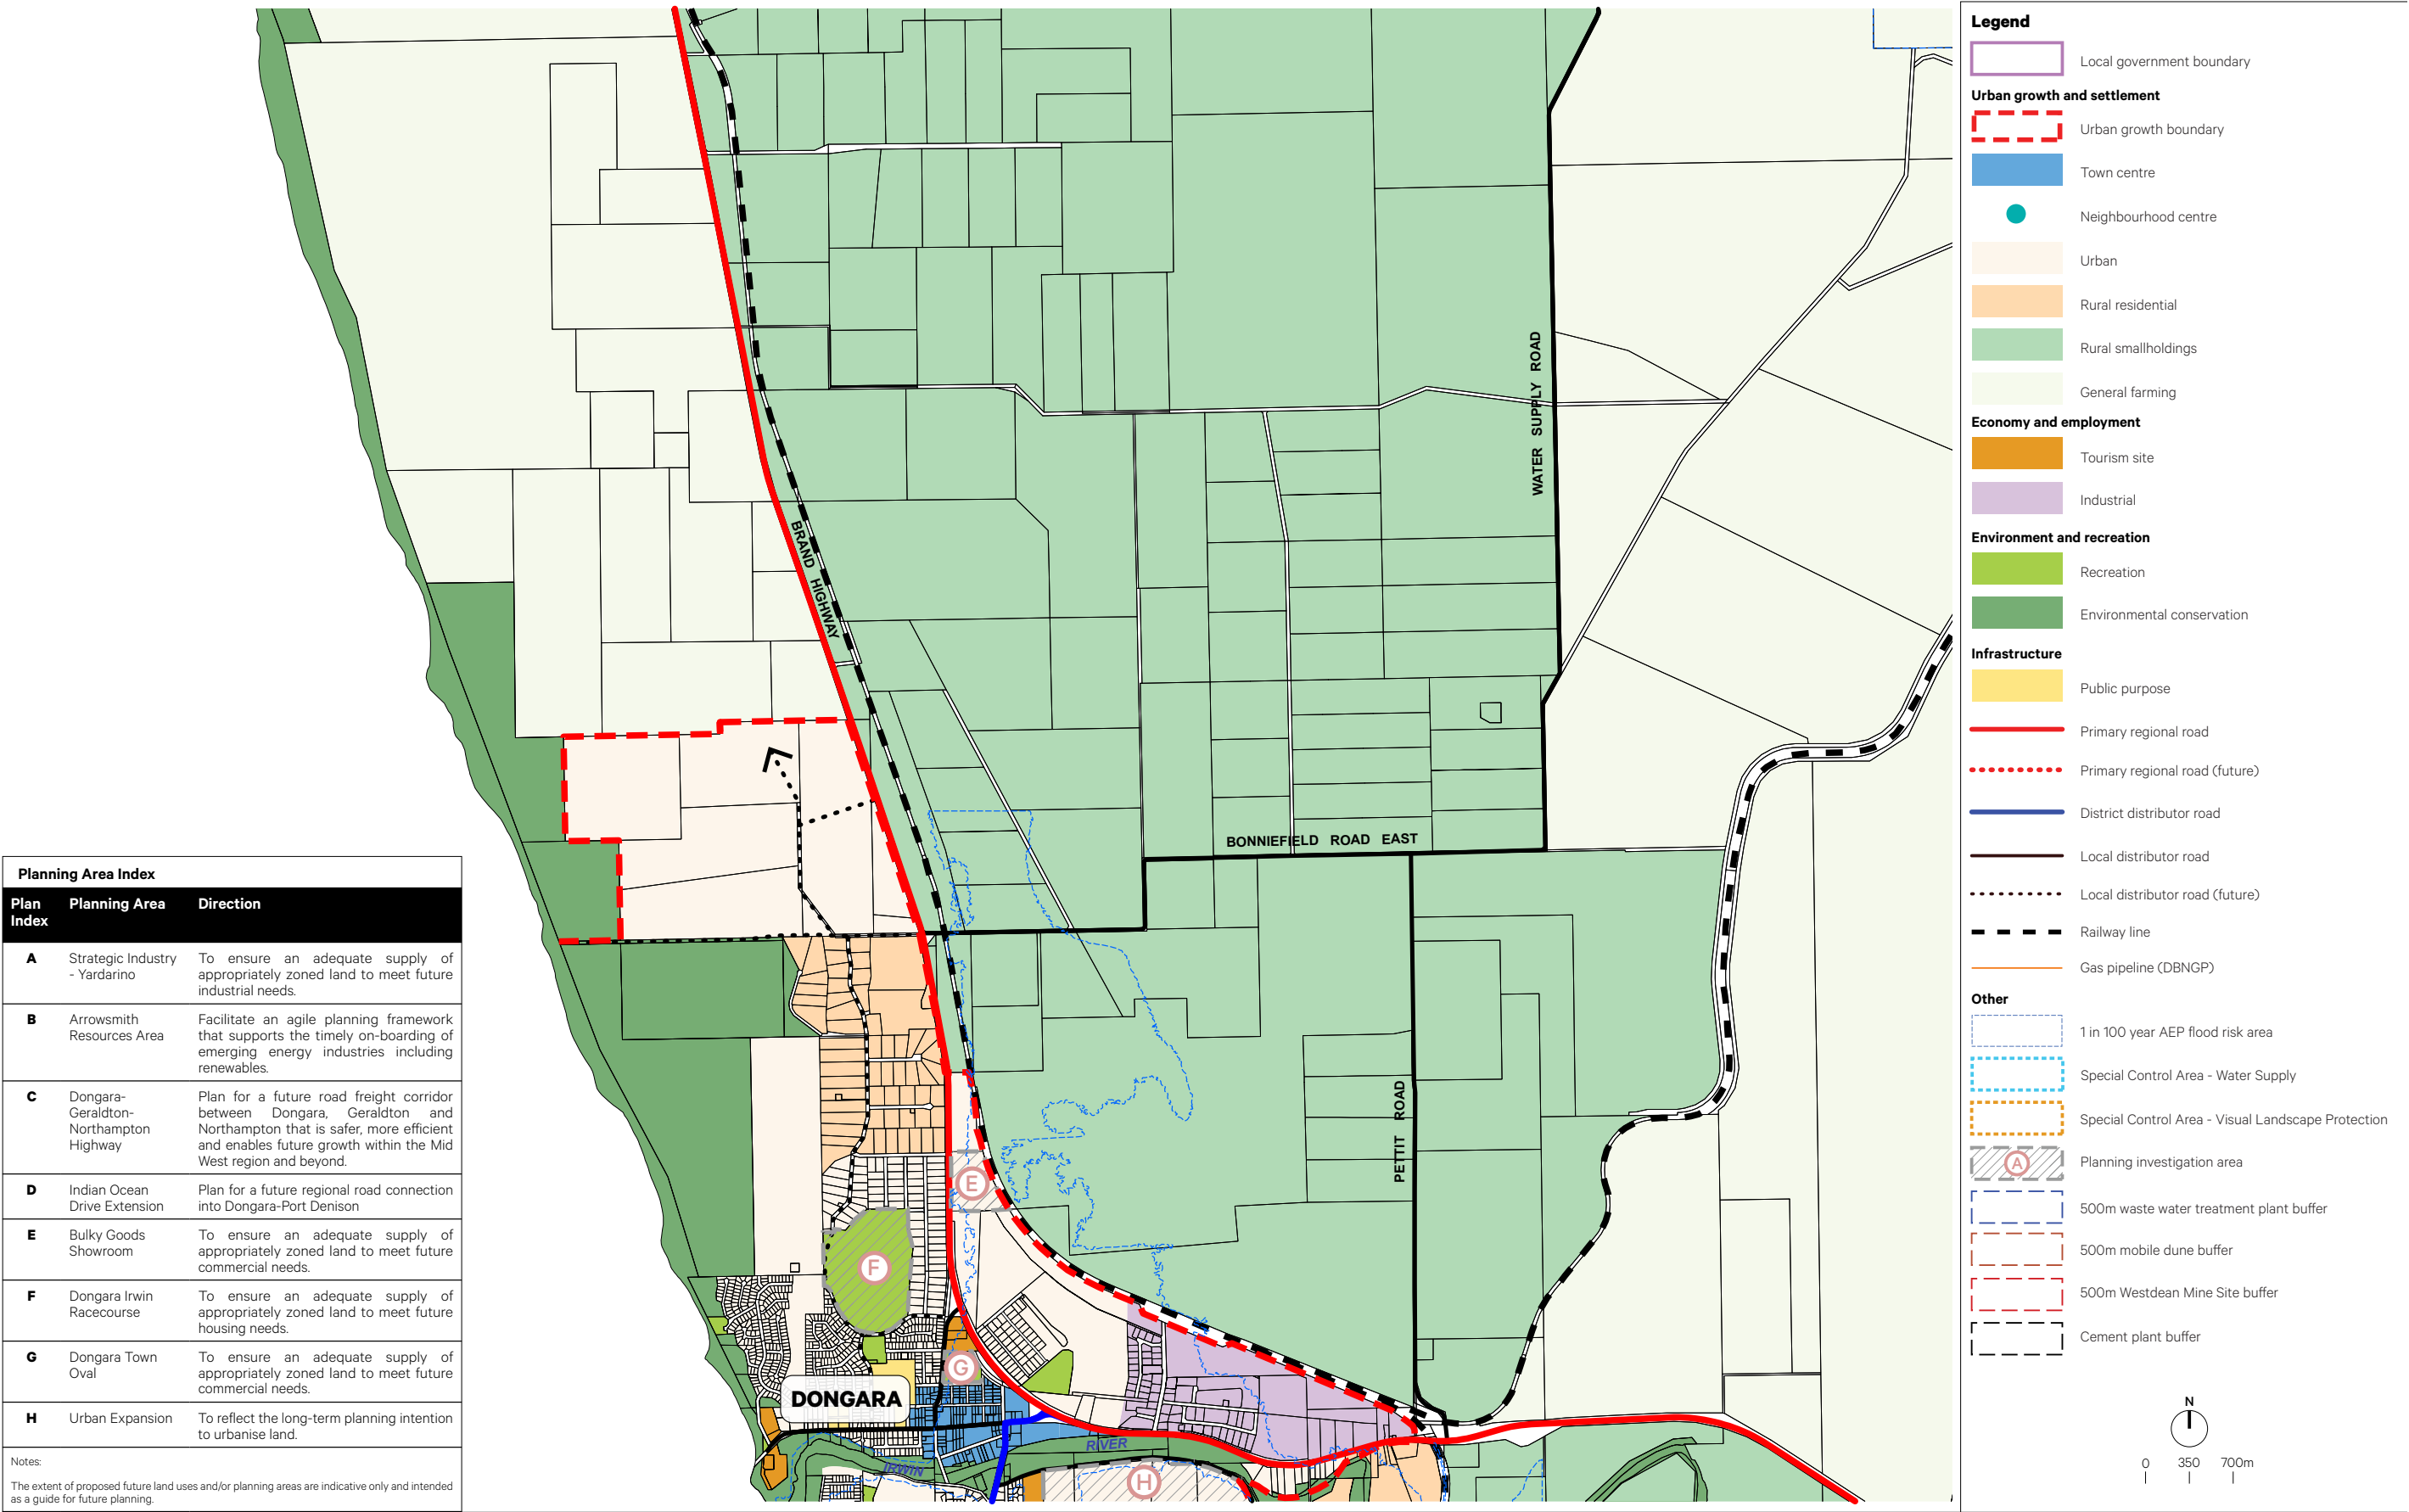 WATER SUPPLY ROAD
BRAND HIGHWAY
BONNIEFIELD ROAD EAST
PETTIT ROAD
E
F
G
DONGARA
RIVER
IRWIN
H
Planning Area Index
Plan Planning Area Direction
Index
A Strategic Industry To ensure an adequate supply of
- Yardarino appropriately zoned land to meet future
industrial needs.
B Arrowsmith Facilitate an agile planning framework
Resources Area that supports the timely on-boarding of
emerging energy industries including
renewables.
C Dongara- Plan for a future road freight corridor
Geraldton- between Dongara, Geraldton and
Northampton Northampton that is safer, more efficient
Highway and enables future growth within the Mid
West region and beyond.
D Indian Ocean Plan for a future regional road connection
Drive Extension into Dongara-Port Denison
E Bulky Goods To ensure an adequate supply of
Showroom appropriately zoned land to meet future
commercial needs.
F Dongara Irwin To ensure an adequate supply of
Racecourse appropriately zoned land to meet future
housing needs.
G Dongara Town To ensure an adequate supply of
Oval appropriately zoned land to meet future
commercial needs.
H Urban Expansion To reflect the long-term planning intention
to urbanise land.
Notes:
The extent of proposed future land uses and/or planning areas are indicative only and intended
as a guide for future planning.
Legend
Local government boundary
Urban growth and settlement
Urban growth boundary
Town centre
Neighbourhood centre
Urban
Rural residential
Rural smallholdings
General farming
Economy and employment
Tourism site
Industrial
Environment and recreation
Recreation
Environmental conservation
Infrastructure
Public purpose
Primary regional road
Primary regional road (future)
District distributor road
Local distributor road
Local distributor road (future)
Railway line
Gas pipeline (DBNGP)
Other
1 in 100 year AEP flood risk area
Special Control Area - Water Supply
Special Control Area - Visual Landscape Protection
A Planning investigation area
500m waste water treatment plant buffer
500m mobile dune buffer
500m Westdean Mine Site buffer
Cement plant buffer
N
0 350 700m